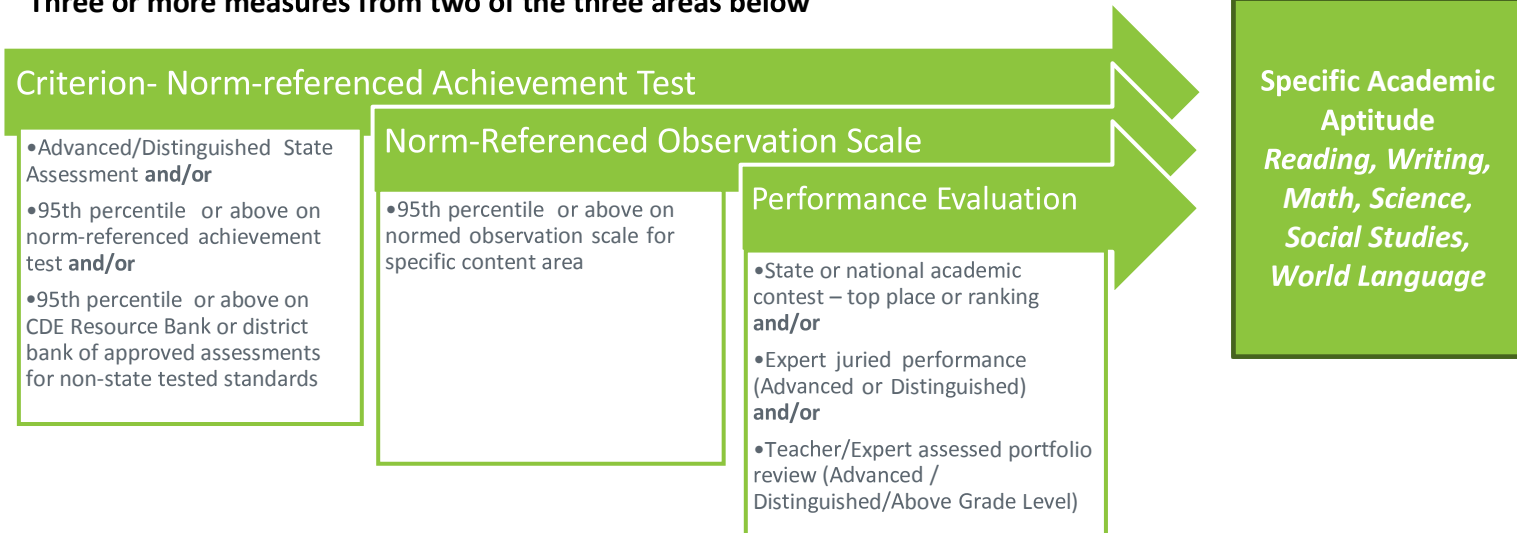 Three or more measures from two of the three areas below
Criterion- Norm-referenced Achievement Test
•Advanced/Distinguished State
Assessment and/or
•95th percentile or above on
norm-referenced achievement
test and/or
•95th percentile or above on
CDE Resource Bank or district
bank of approved assessments
for non-state tested standards
Norm-Referenced Observation Scale
•95th percentile or above on
normed observation scale for
specific content area
Performance Evaluation
•State or national academic
contest – top place or ranking
and/or
•Expert juried performance
(Advanced or Distinguished)
and/or
•Teacher/Expert assessed portfolio
review (Advanced /
Distinguished/Above Grade Level)
Specific Academic
Aptitude
Reading, Writing,
Math, Science,
Social Studies,
World Language